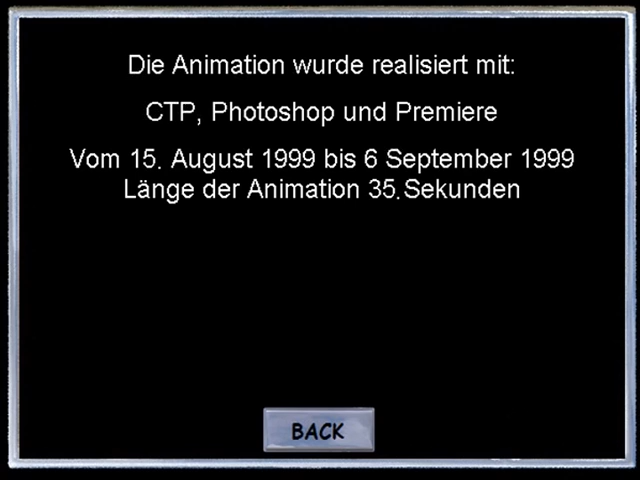 Die Animation wurde realisiert mit:
CTP, Photoshop und Premiere
Vom 15. August 1999 bis 6 September 1999
Länge der Animation 35.Sekunden
BACK